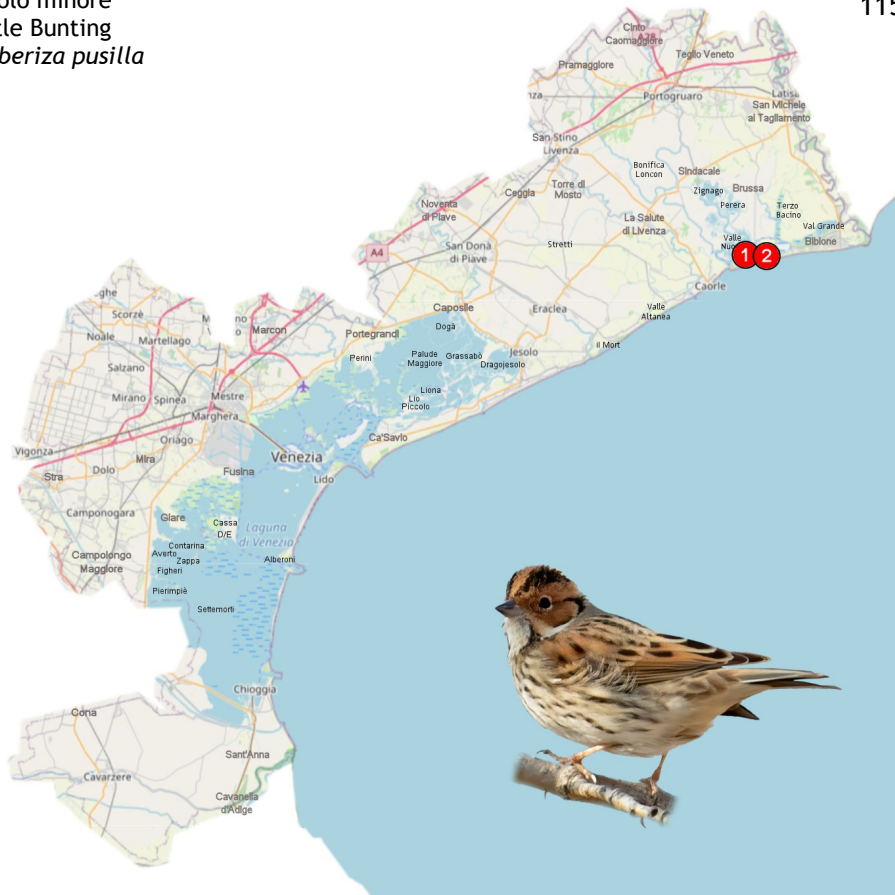 olo minore
tle Bunting
beriza pusilla
115
Cinto
Caomaggiore
A28
Teglio Veneto
Pramaggiore
nza
Portogruaro
Latisa
San Michele
al Tagliamento
San Stino
Livenza
Bonifica
Loncon
Sindacale
Zignago
Brussa
Perera
Torre di
Mosto
Ceggia
Noventa
di Piave
Terzo
Bacino
La Salute
di Livenza
Val Grande
Bibione
Valle
1
2
Stretti
San Donà
di Piave
A4
Caorle
Valle
Altanea
Eraclea
Caposile
Dogà
Portegrandi
Scorzè
Marcon
Noale
Martellago
Perini
Palude
Maggiore
Grassabò
Dragojesolo
Jesolo
il Mort
Salzano
Liona
Lio
Piccolo
Mirano
Spinea
Mestre
Marghera
Oriago
Ca'Savio
Vigonza
Mira
Venezia
Stra
Dolo
Fusina
Lido
Camponogara
Giare
Cassa
D/E
Laguna
di Venezia
Contarina
Averto
Zappa
Figheri
Alberoni
Campolongo
Maggiore
Pierimpiè
Settemorti
Chioggia
Cona
Sant'Anna
Cavarzere
Cavanella
d'Adige